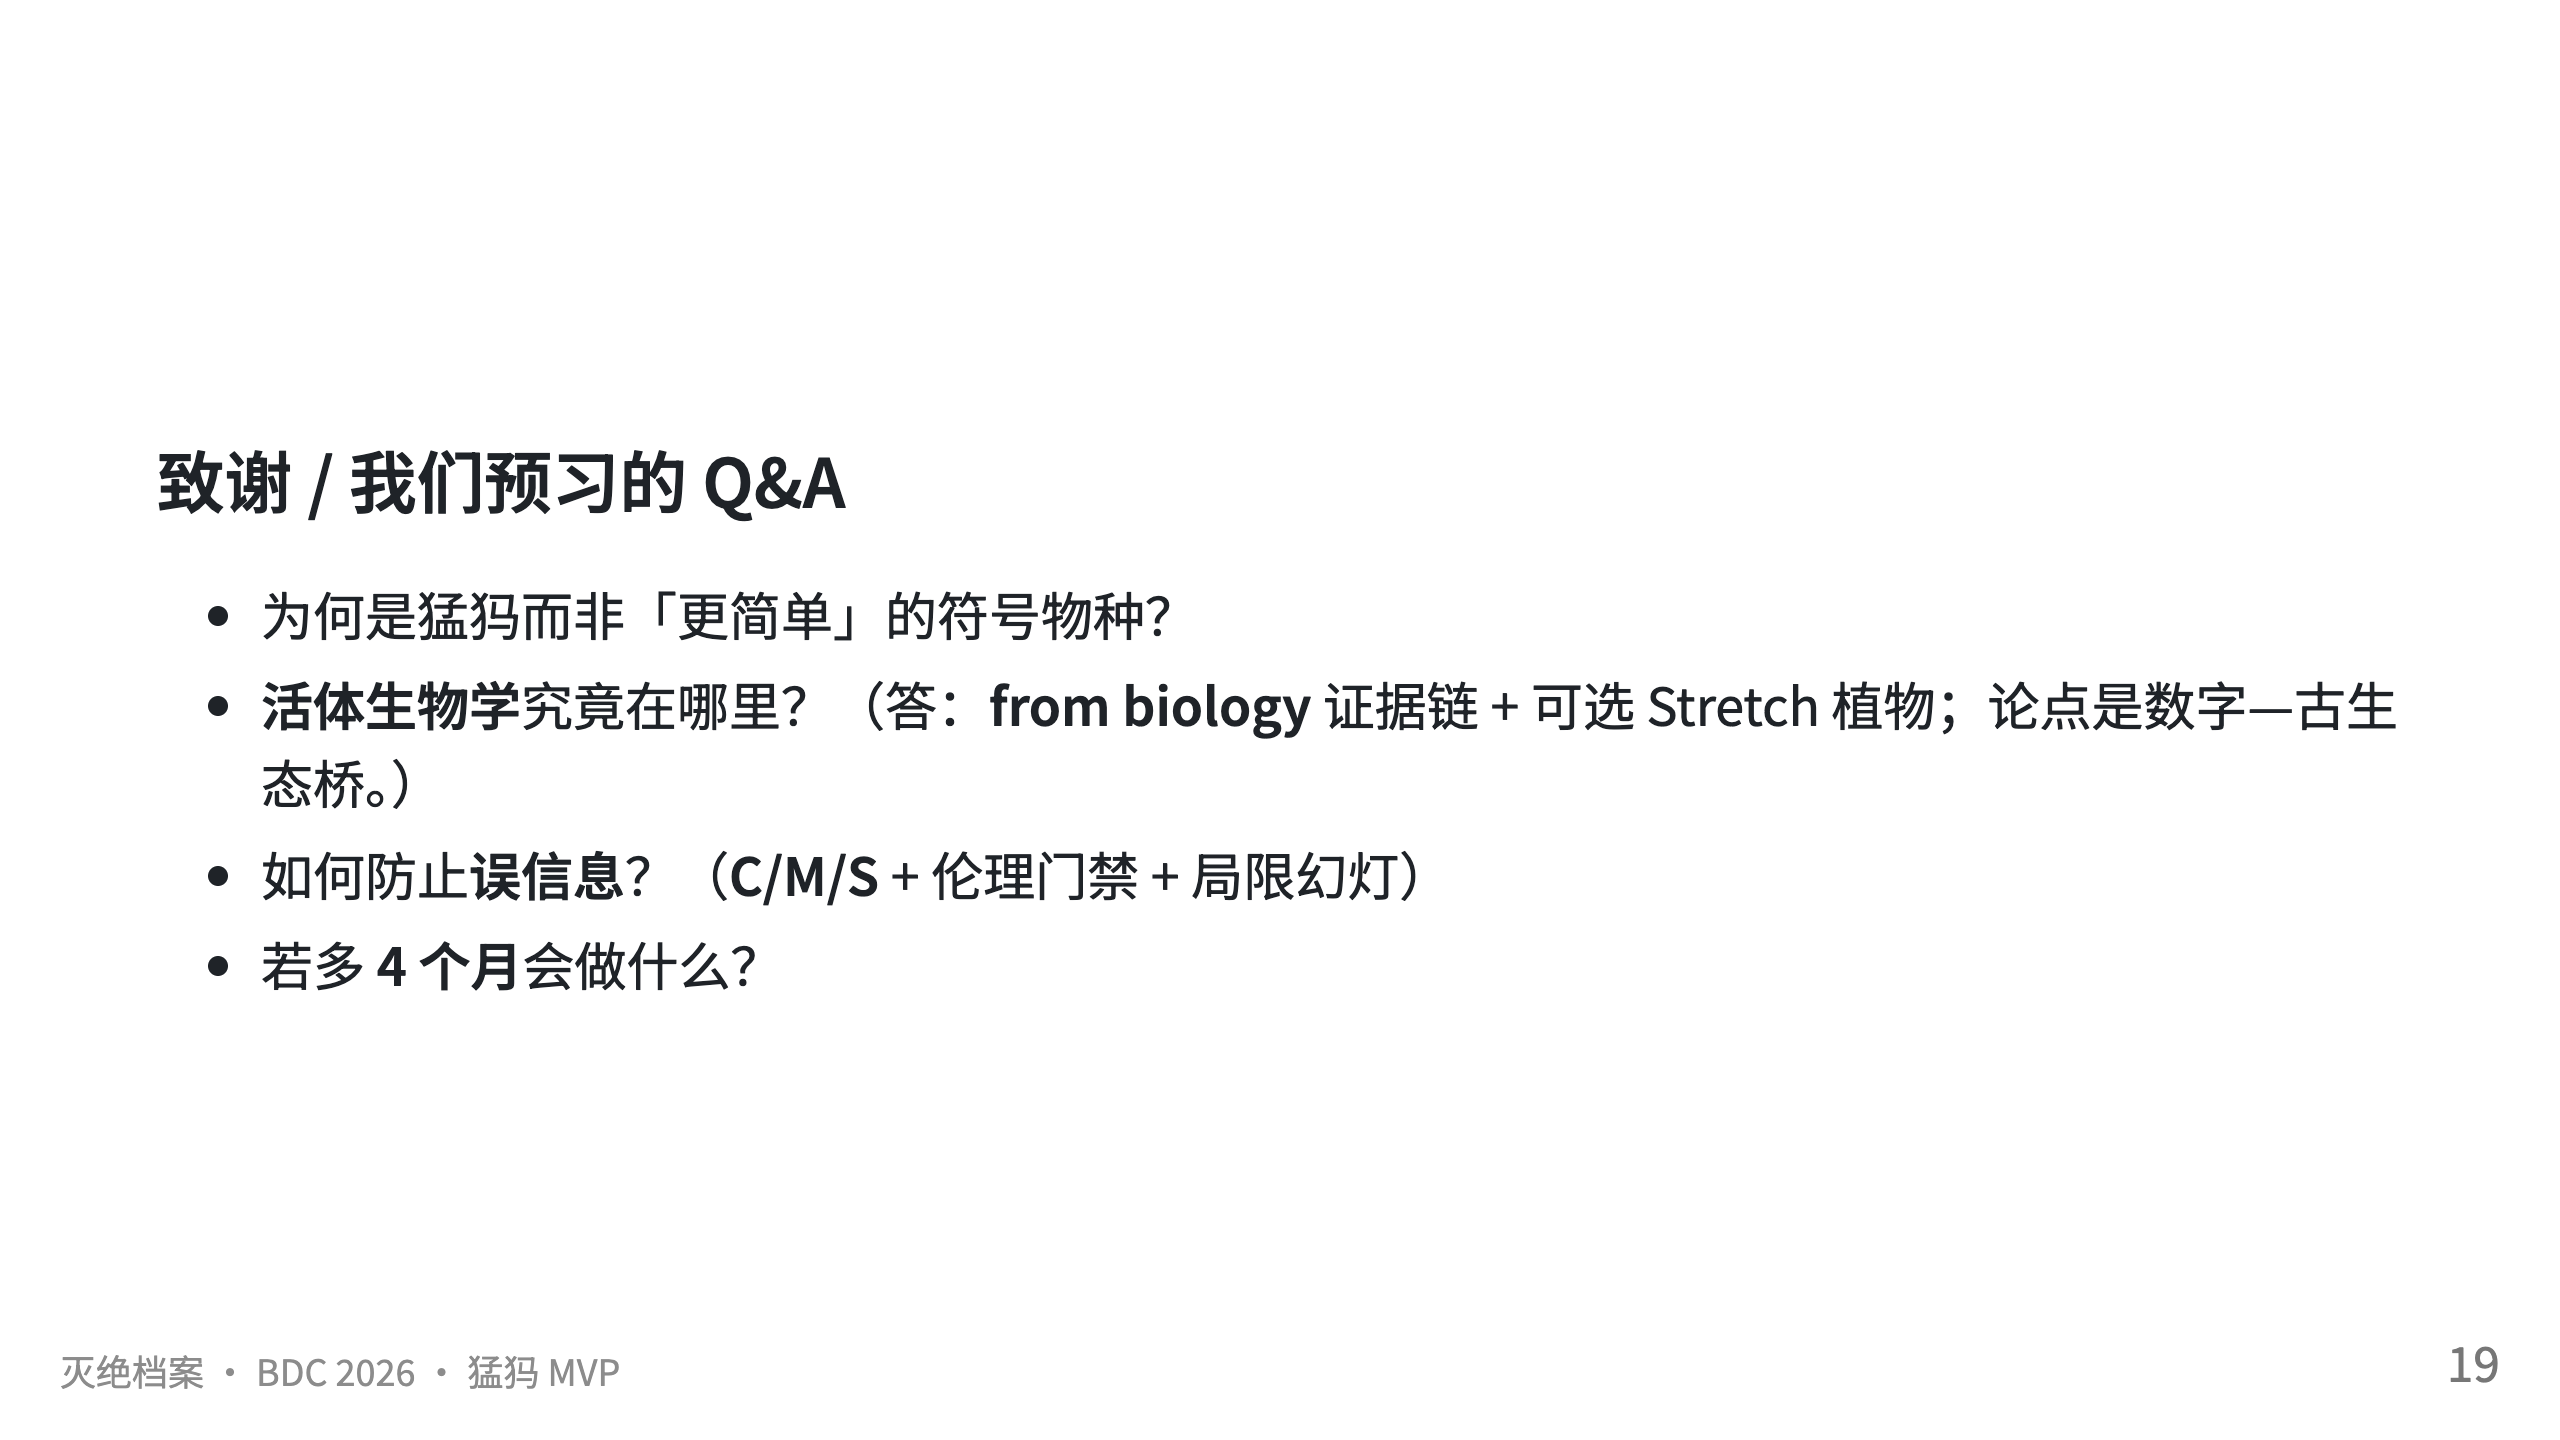 致谢 / 我们预习的 Q&A
为何是猛犸而非「更简单」的符号物种？
活体生物学究竟在哪里？（答：from biology 证据链 + 可选 Stretch 植物；论点是数字—古生
态桥。）
如何防止误信息？（C/M/S + 伦理门禁 + 局限幻灯）
若多 4 个月会做什么？
灭绝档案 · BDC 2026 · 猛犸 MVP
19